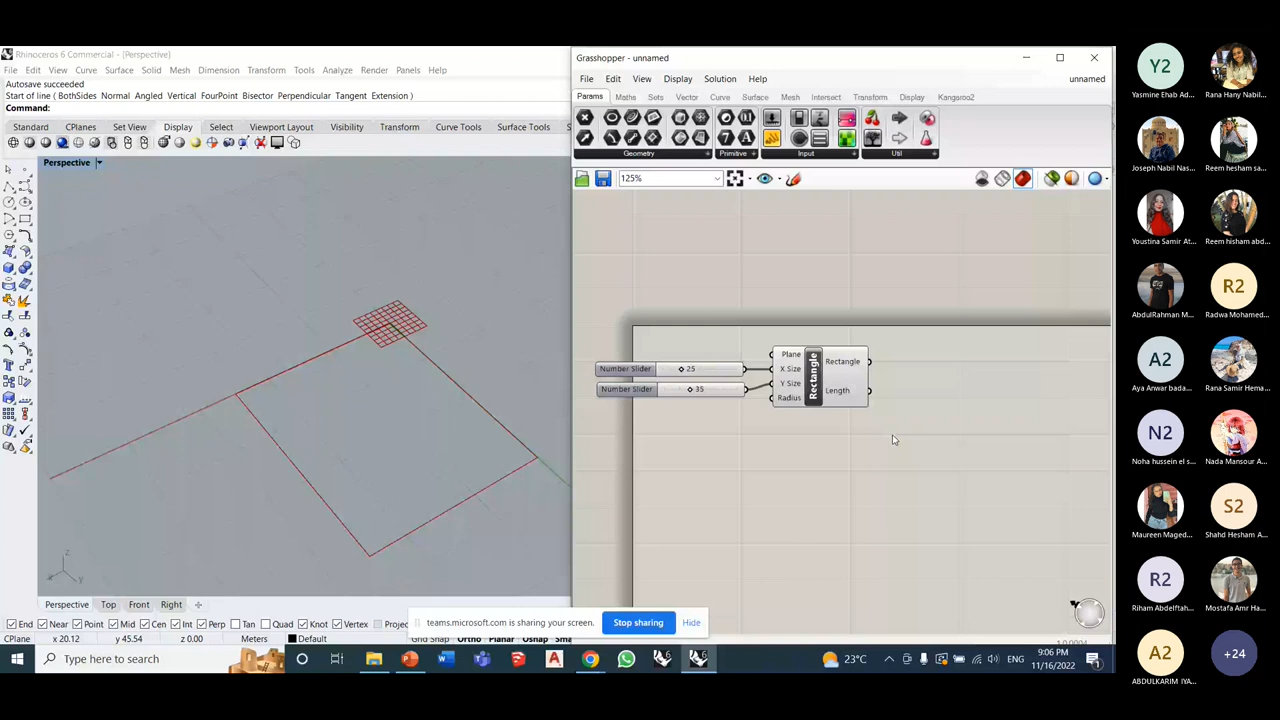 Rhinoceros 6 Commercial - [Perspective]
File Edit View Curve Surface Solid Mesh Dimension Transform Tools Analyze Render Panels Help
Autosave succeeded
Start of line ( BothSides Normal Angled Vertical FourPoint Bisector Perpendicular Tangent Extension )
Command:
Standard CPlanes Set View Display Select Viewport Layout Visibility Transform Curve Tools Surface Tools
Perspective
z
x
y
Perspective Top Front Right
End Near Point Mid Cen Int Perp Tan Quad Knot Vertex
CPlane x 20.12 y 45.54 z 0.00 Meters Default Grid Snap Ortho Planar Osnap
Grasshopper - unnamed
File Edit View Display Solution Help unnamed
Params Maths Sets Vector Curve Surface Mesh Intersect Transform Display Kangaroo2
Geometry Primitive Input Util
125%
Number Slider 25
Number Slider 35
Plane
X Size
Y Size
Radius
Rectangle
Rectangle
Length
teams.microsoft.com is sharing your screen. Stop sharing Hide
Type here to search
23°C ENG
9:06 PM
11/16/2022
Y2
Yasmine Ehab Ad...
Rana Hany Nabil...
Joseph Nabil Nas...
Reem hesham sa...
Youstina Samir At...
Reem hisham abd...
AbdulRahman M...
R2
Radwa Mohamed...
A2
Aya Anwar bada...
Rana Samir Hema...
N2
Noha hussein el s...
Nada Mansour A...
Maureen Maged...
S2
Shahd Hesham A...
R2
Riham Abdelftah...
Mostafa Amr Ha...
A2
ABDULKARIM IYA...
+24